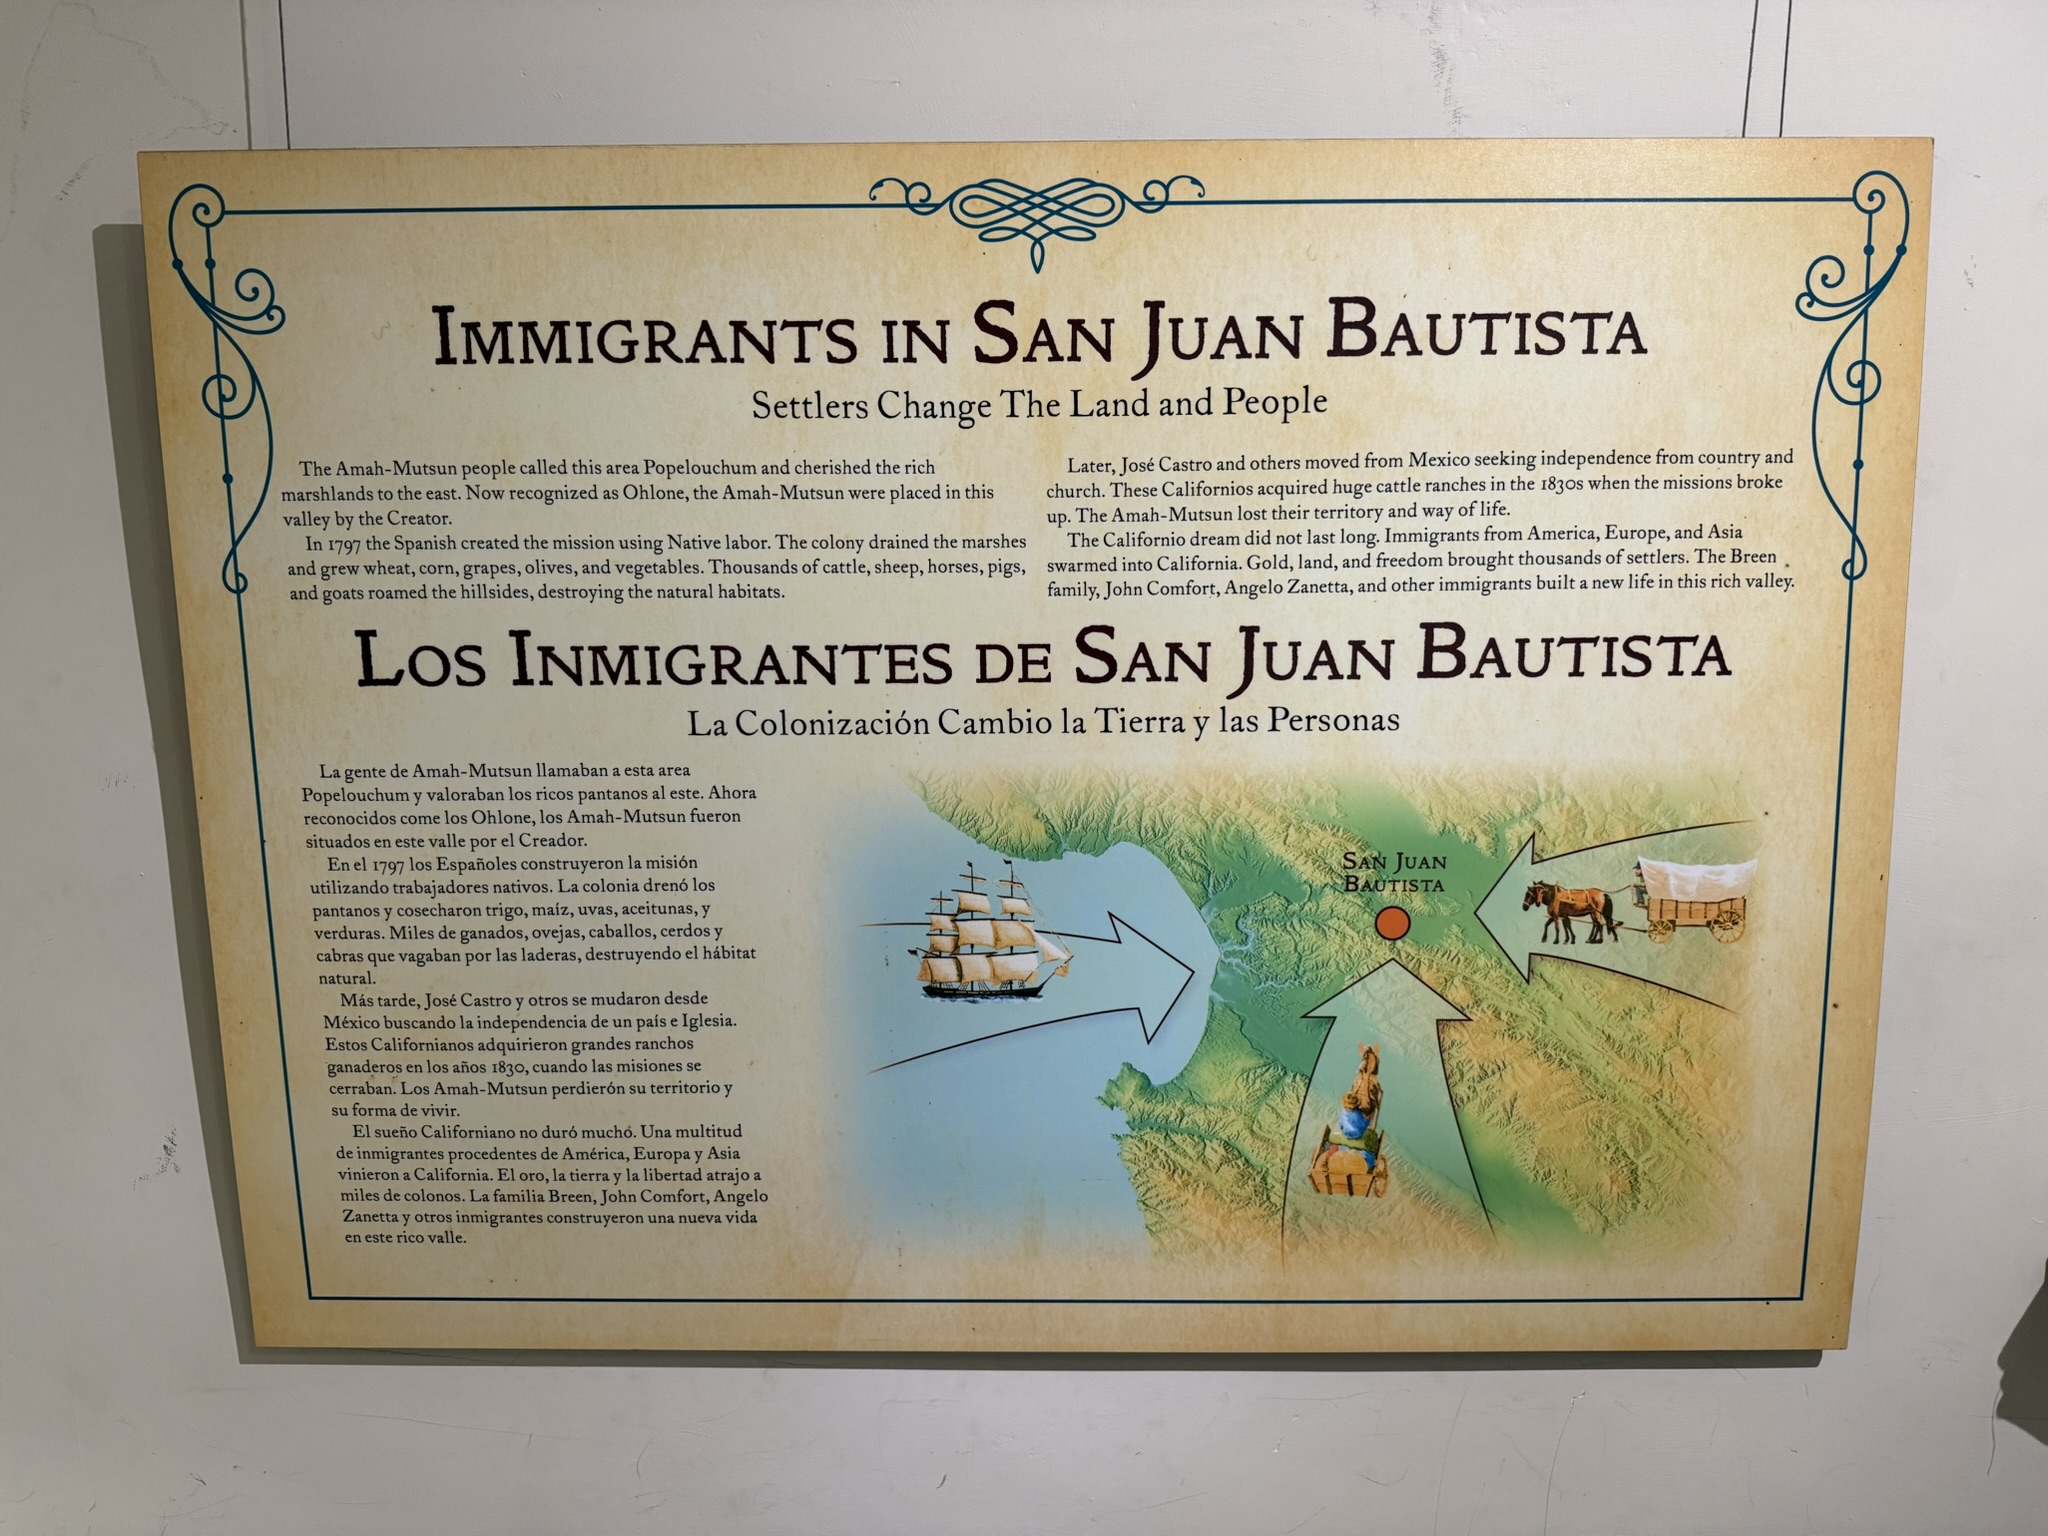 IMMIGRANTS IN SAN JUAN BAUTISTA
Settlers Change The Land and People
The Amah-Mutsun people called this area Popelouchum and cherished the rich
marshlands to the east. Now recognized as Ohlone, the Amah-Mutsun were placed in this
valley by the Creator.
In 1797 the Spanish created the mission using Native labor. The colony drained the marshes
and grew wheat, corn, grapes, olives, and vegetables. Thousands of cattle, sheep, horses, pigs,
and goats roamed the hillsides, destroying the natural habitats.
Later, José Castro and others moved from Mexico seeking independence from country and
church. These Californios acquired huge cattle ranches in the 1830s when the missions broke
up. The Amah-Mutsun lost their territory and way of life.
The Californio dream did not last long. Immigrants from America, Europe, and Asia
swarmed into California. Gold, land, and freedom brought thousands of settlers. The Breen
family, John Comfort, Angelo Zanetta, and other immigrants built a new life in this rich valley.
LOS INMIGRANTES DE SAN JUAN BAUTISTA
La Colonización Cambio la Tierra y las Personas
La gente de Amah-Mutsun llamaban a esta area
Popelouchum y valoraban los ricos pantanos al este. Ahora
reconocidos come los Ohlone, los Amah-Mutsun fueron
situados en este valle por el Creador.
En el 1797 los Españoles construyeron la misión
utilizando trabajadores nativos. La colonia drenó los
pantanos y cosecharon trigo, maíz, uvas, aceitunas, y
verduras. Miles de ganados, ovejas, caballos, cerdos y
cabras que vagaban por las laderas, destruyendo el hábitat
natural.
Más tarde, José Castro y otros se mudaron desde
México buscando la independencia de un país e Iglesia.
Estos Californianos adquirieron grandes ranchos
ganaderos en los años 1830, cuando las misiones se
cerraban. Los Amah-Mutsun perdierón su territorio y
su forma de vivir.
El sueño Californiano no duró muchó. Una multitud
de inmigrantes procedentes de América, Europa y Asia
vinieron a California. El oro, la tierra y la libertad atrajo a
miles de colonos. La familia Breen, John Comfort, Angelo
Zanetta y otros inmigrantes construyeron una nueva vida
en este rico valle.
SAN JUAN
BAUTISTA